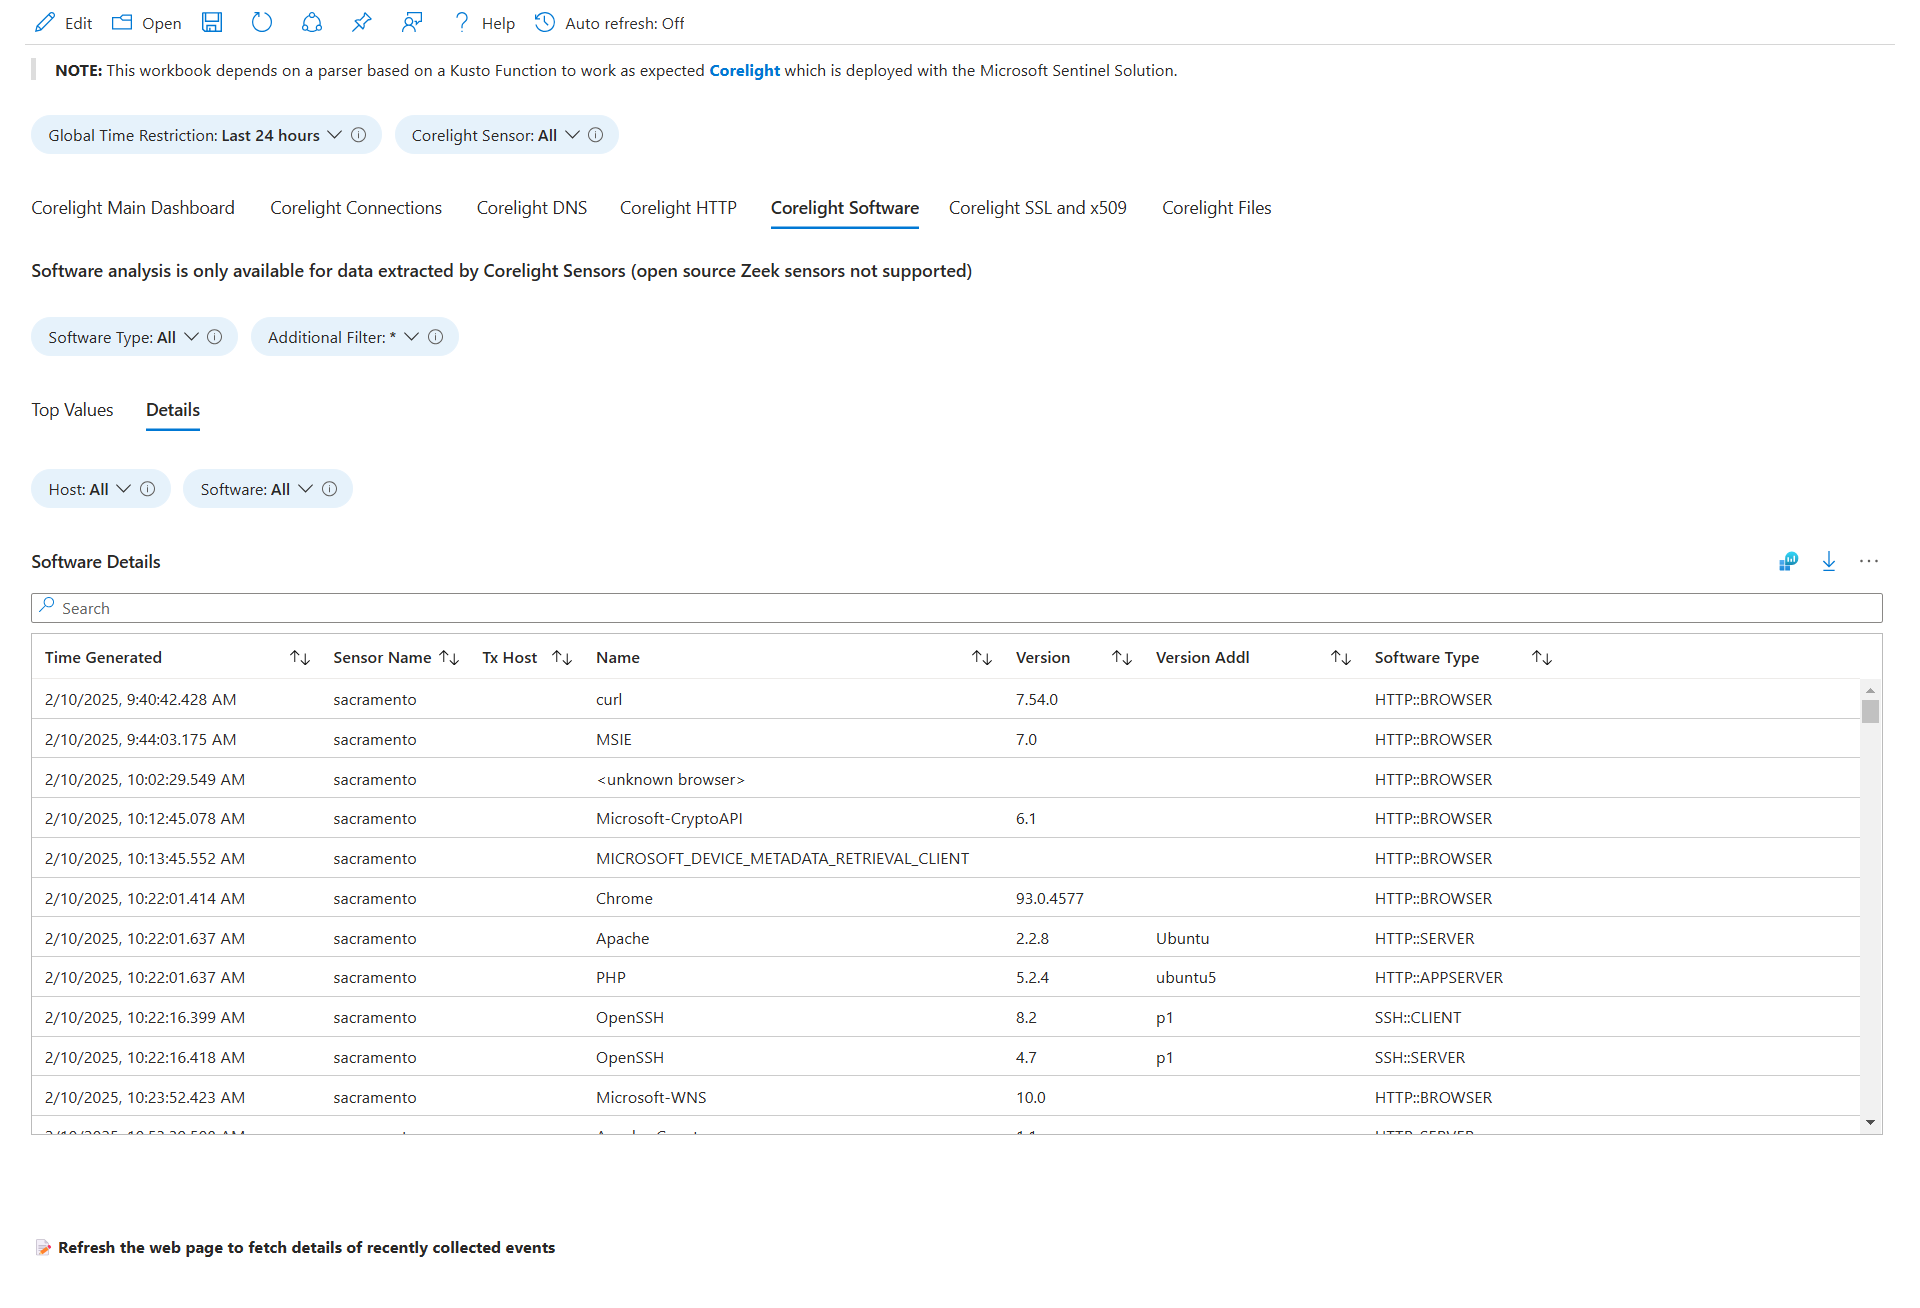 Edit Open Help Auto refresh: Off
NOTE: This workbook depends on a parser based on a Kusto Function to work as expected Corelight which is deployed with the Microsoft Sentinel Solution.
Global Time Restriction: Last 24 hours Corelight Sensor: All
Corelight Main Dashboard Corelight Connections Corelight DNS Corelight HTTP Corelight Software Corelight SSL and x509 Corelight Files
Software analysis is only available for data extracted by Corelight Sensors (open source Zeek sensors not supported)
Software Type: All Additional Filter: *
Top Values Details
Host: All Software: All
Software Details
Search
Time Generated Sensor Name Tx Host Name Version Version Addl Software Type
2/10/2025, 9:40:42.428 AM sacramento curl 7.54.0 HTTP::BROWSER
2/10/2025, 9:44:03.175 AM sacramento MSIE 7.0 HTTP::BROWSER
2/10/2025, 10:02:29.549 AM sacramento <unknown browser> HTTP::BROWSER
2/10/2025, 10:12:45.078 AM sacramento Microsoft-CryptoAPI 6.1 HTTP::BROWSER
2/10/2025, 10:13:45.552 AM sacramento MICROSOFT_DEVICE_METADATA_RETRIEVAL_CLIENT HTTP::BROWSER
2/10/2025, 10:22:01.414 AM sacramento Chrome 93.0.4577 HTTP::BROWSER
2/10/2025, 10:22:01.637 AM sacramento Apache 2.2.8 Ubuntu HTTP::SERVER
2/10/2025, 10:22:01.637 AM sacramento PHP 5.2.4 ubuntu5 HTTP::APPSERVER
2/10/2025, 10:22:16.399 AM sacramento OpenSSH 8.2 p1 SSH::CLIENT
2/10/2025, 10:22:16.418 AM sacramento OpenSSH 4.7 p1 SSH::SERVER
2/10/2025, 10:23:52.423 AM sacramento Microsoft-WNS 10.0 HTTP::BROWSER
Refresh the web page to fetch details of recently collected events